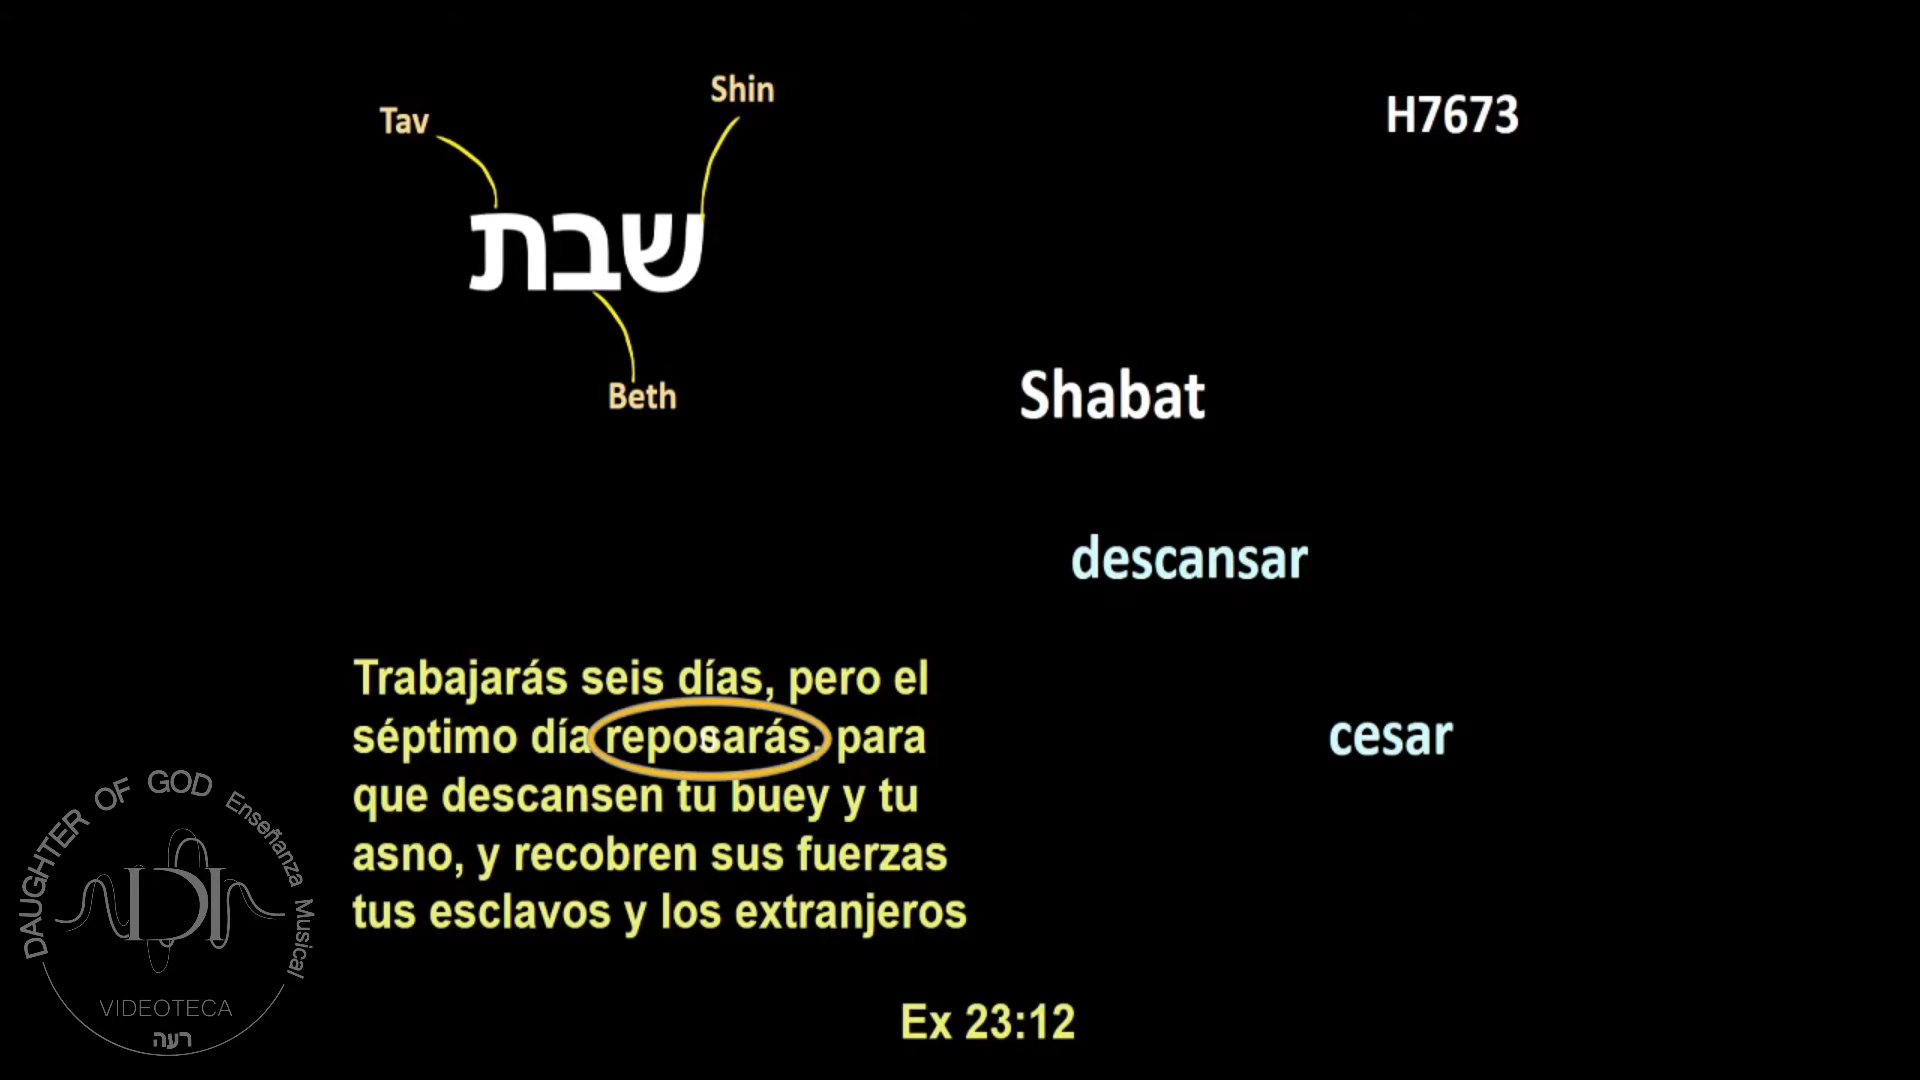 Shin
Tav
H7673
שבת
Beth
Shabat
descansar
Trabajarás seis días, pero el
séptimo día reposarás, para
que descansen tu buey y tu
asno, y recobren sus fuerzas
tus esclavos y los extranjeros
cesar
Ex 23:12
DAUGHTER OF GOD Enseñanza Musical
VIDEOTECA
רעה